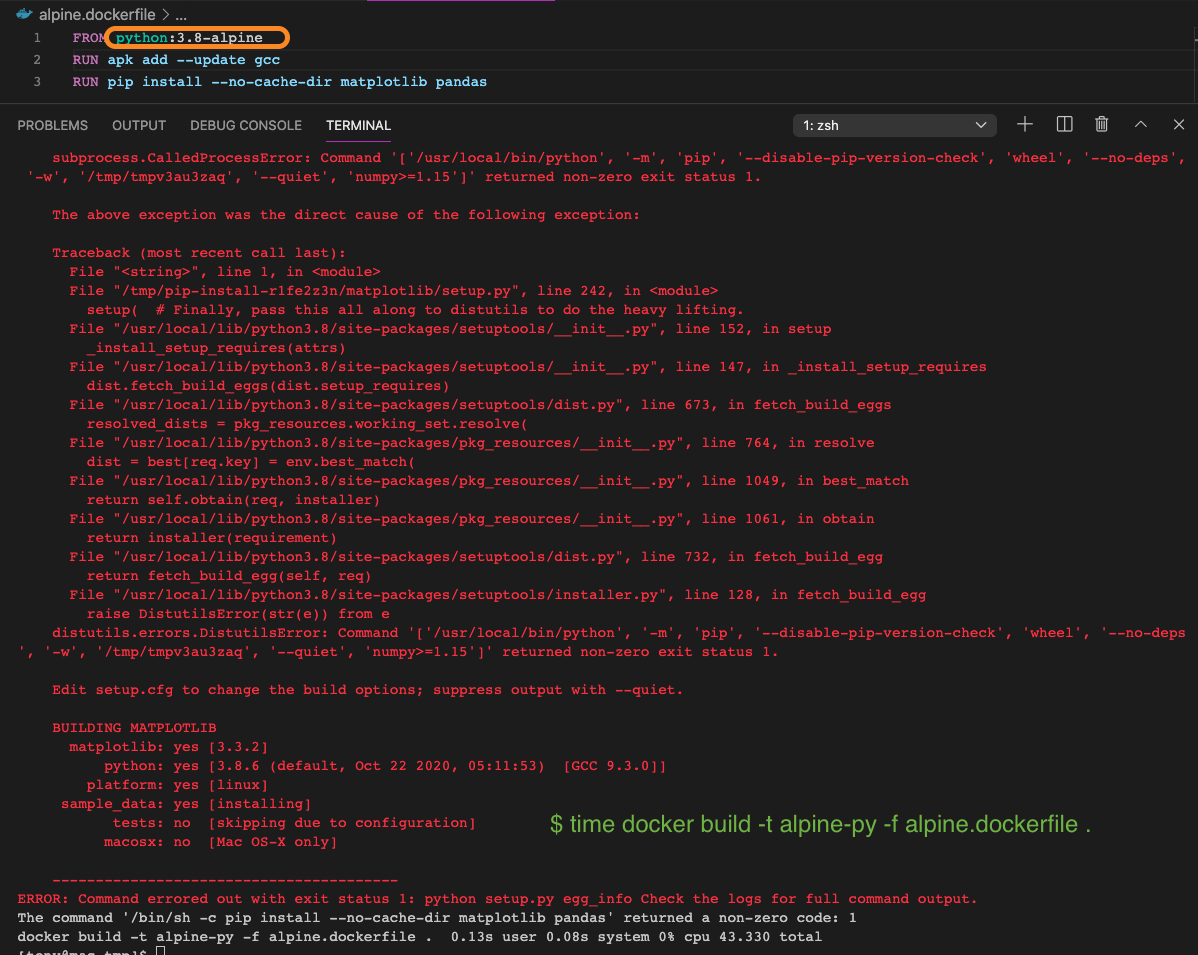 alpine.dockerfile > ...
1 FROM python:3.8-alpine
2 RUN apk add --update gcc
3 RUN pip install --no-cache-dir matplotlib pandas
PROBLEMS OUTPUT DEBUG CONSOLE TERMINAL 1: zsh
subprocess.CalledProcessError: Command '['/usr/local/bin/python', '-m', 'pip', '--disable-pip-version-check', 'wheel', '--no-deps',
'-w', '/tmp/tmpv3au3zaq', '--quiet', 'numpy>=1.15']' returned non-zero exit status 1.
The above exception was the direct cause of the following exception:
Traceback (most recent call last):
File "<string>", line 1, in <module>
File "/tmp/pip-install-r1fe2z3n/matplotlib/setup.py", line 242, in <module>
setup(  # Finally, pass this all along to distutils to do the heavy lifting.
File "/usr/local/lib/python3.8/site-packages/setuptools/__init__.py", line 152, in setup
_install_setup_requires(attrs)
File "/usr/local/lib/python3.8/site-packages/setuptools/__init__.py", line 147, in _install_setup_requires
dist.fetch_build_eggs(dist.setup_requires)
File "/usr/local/lib/python3.8/site-packages/setuptools/dist.py", line 673, in fetch_build_eggs
resolved_dists = pkg_resources.working_set.resolve(
File "/usr/local/lib/python3.8/site-packages/pkg_resources/__init__.py", line 764, in resolve
dist = best[req.key] = env.best_match(
File "/usr/local/lib/python3.8/site-packages/pkg_resources/__init__.py", line 1049, in best_match
return self.obtain(req, installer)
File "/usr/local/lib/python3.8/site-packages/pkg_resources/__init__.py", line 1061, in obtain
return installer(requirement)
File "/usr/local/lib/python3.8/site-packages/setuptools/dist.py", line 732, in fetch_build_egg
return fetch_build_egg(self, req)
File "/usr/local/lib/python3.8/site-packages/setuptools/installer.py", line 128, in fetch_build_egg
raise DistutilsError(str(e)) from e
distutils.errors.DistutilsError: Command '['/usr/local/bin/python', '-m', 'pip', '--disable-pip-version-check', 'wheel', '--no-deps
', '-w', '/tmp/tmpv3au3zaq', '--quiet', 'numpy>=1.15']' returned non-zero exit status 1.
Edit setup.cfg to change the build options; suppress output with --quiet.
BUILDING MATPLOTLIB
matplotlib: yes [3.3.2]
python: yes [3.8.6 (default, Oct 22 2020, 05:11:53)  [GCC 9.3.0]]
platform: yes [linux]
sample_data: yes [installing]
tests: no  [skipping due to configuration]
$ time docker build -t alpine-py -f alpine.dockerfile .
macosx: no  [Mac OS-X only]
----------------------------------------
ERROR: Command errored out with exit status 1: python setup.py egg_info Check the logs for full command output.
The command '/bin/sh -c pip install --no-cache-dir matplotlib pandas' returned a non-zero code: 1
docker build -t alpine-py -f alpine.dockerfile .  0.13s user 0.08s system 0% cpu 43.330 total